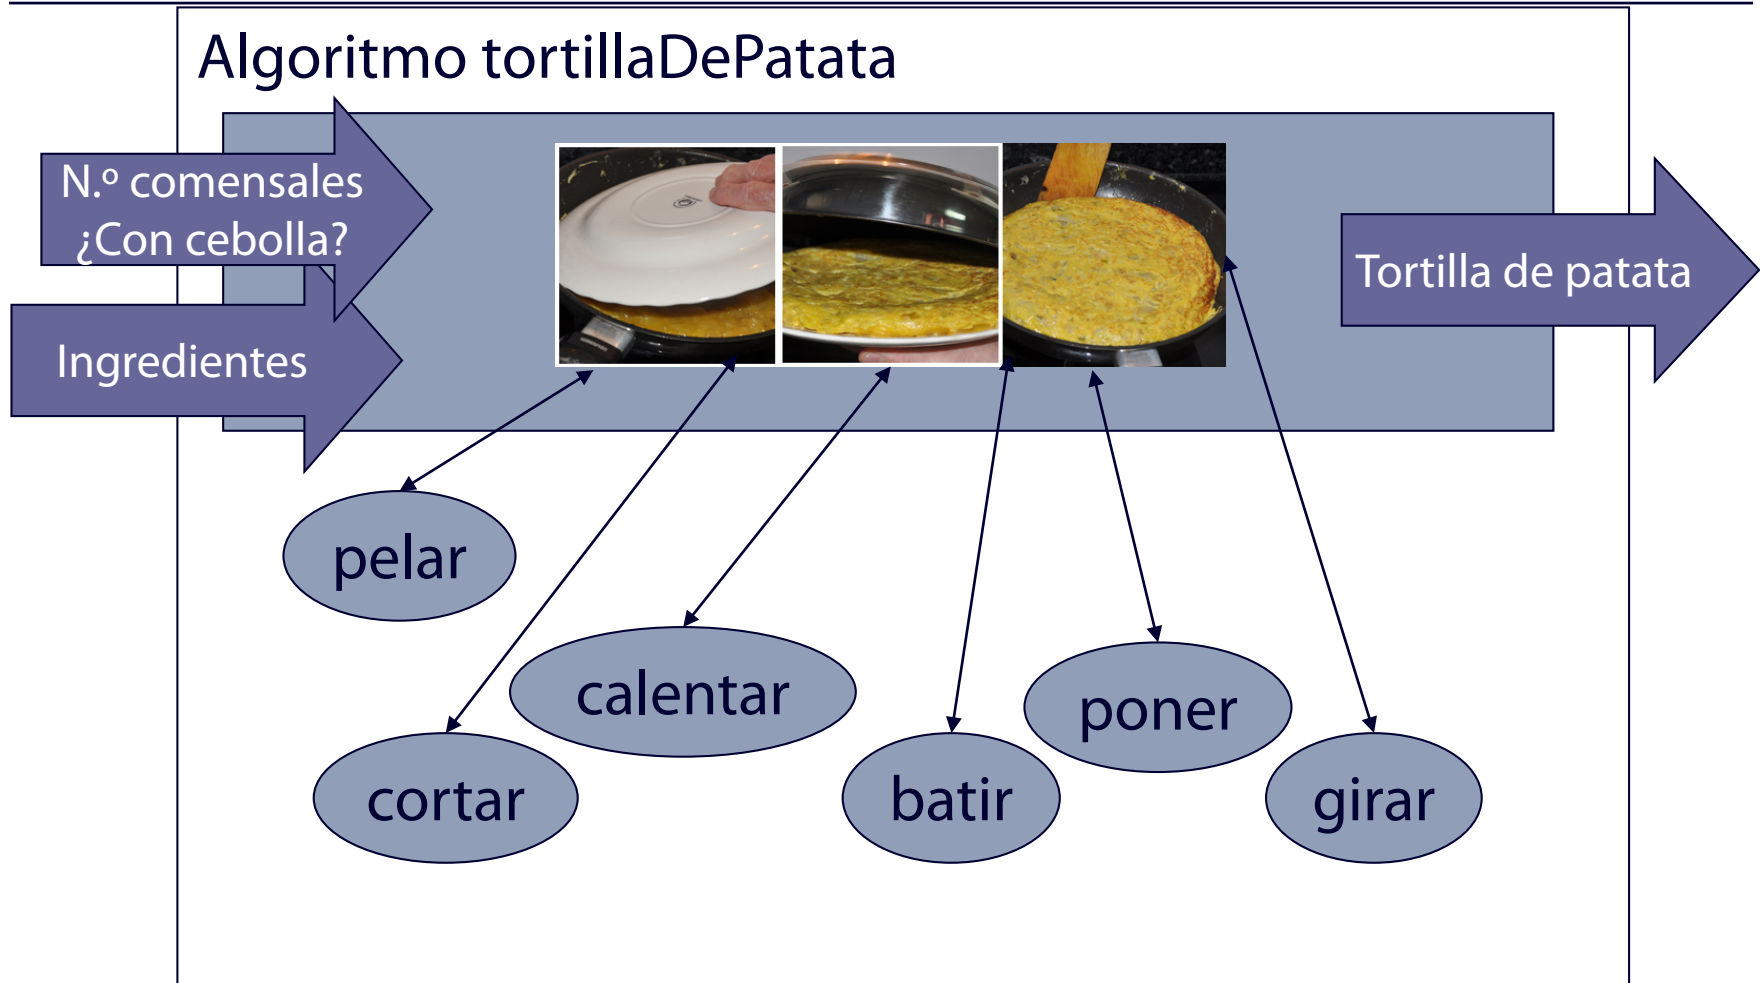 Algoritmo tortillaDePatata
N.º comensales
¿Con cebolla?
Ingredientes
Tortilla de patata
pelar
calentar
poner
cortar
batir
girar